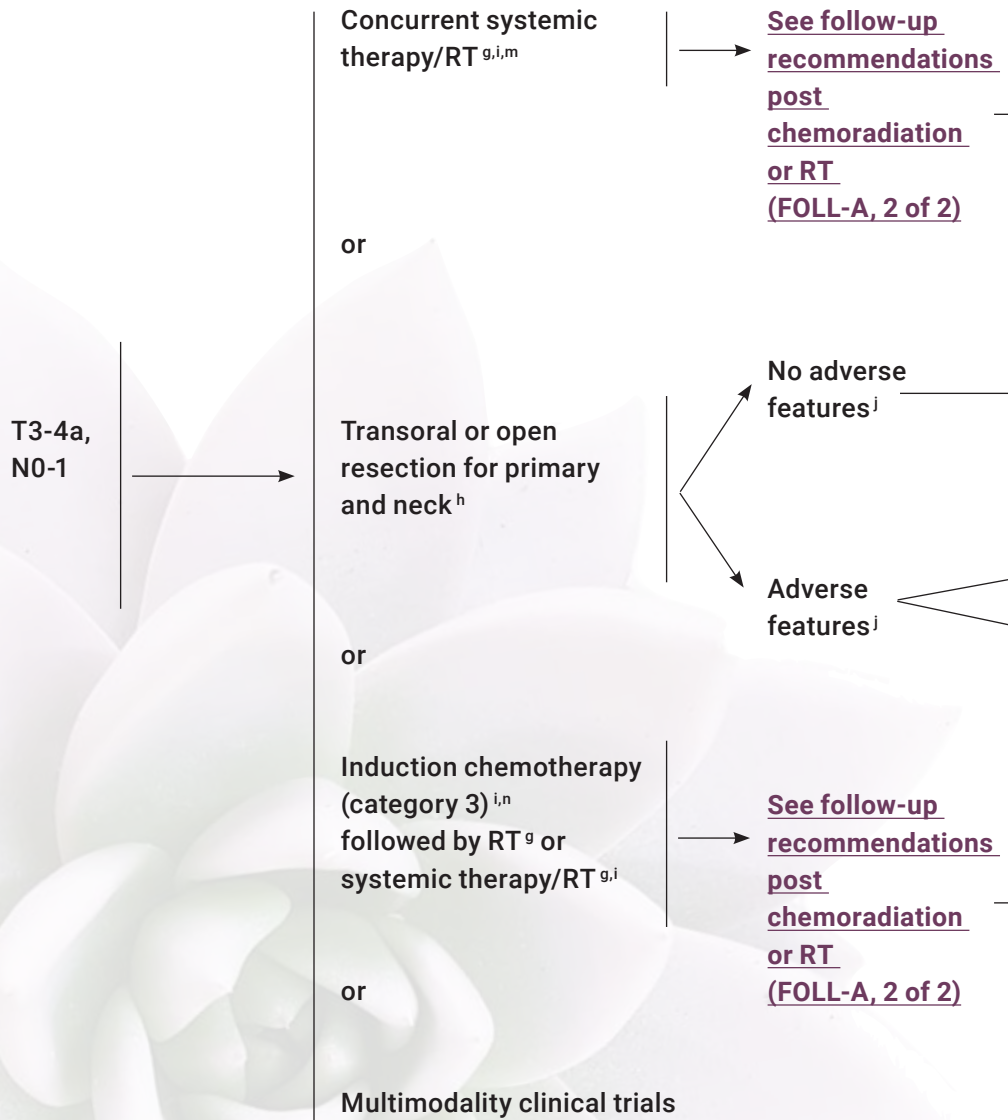 Concurrent systemic
therapy/RT g,i,m
See follow-up
recommendations
post
chemoradiation
or RT
(FOLL-A, 2 of 2)
or
T3-4a,
N0-1
Transoral or open
resection for primary
and neck h
No adverse
features j
Adverse
features j
or
Induction chemotherapy
(category 3) i,n
followed by RT g or
systemic therapy/RT g,i
See follow-up
recommendations
post
chemoradiation
or RT
(FOLL-A, 2 of 2)
or
Multimodality clinical trials